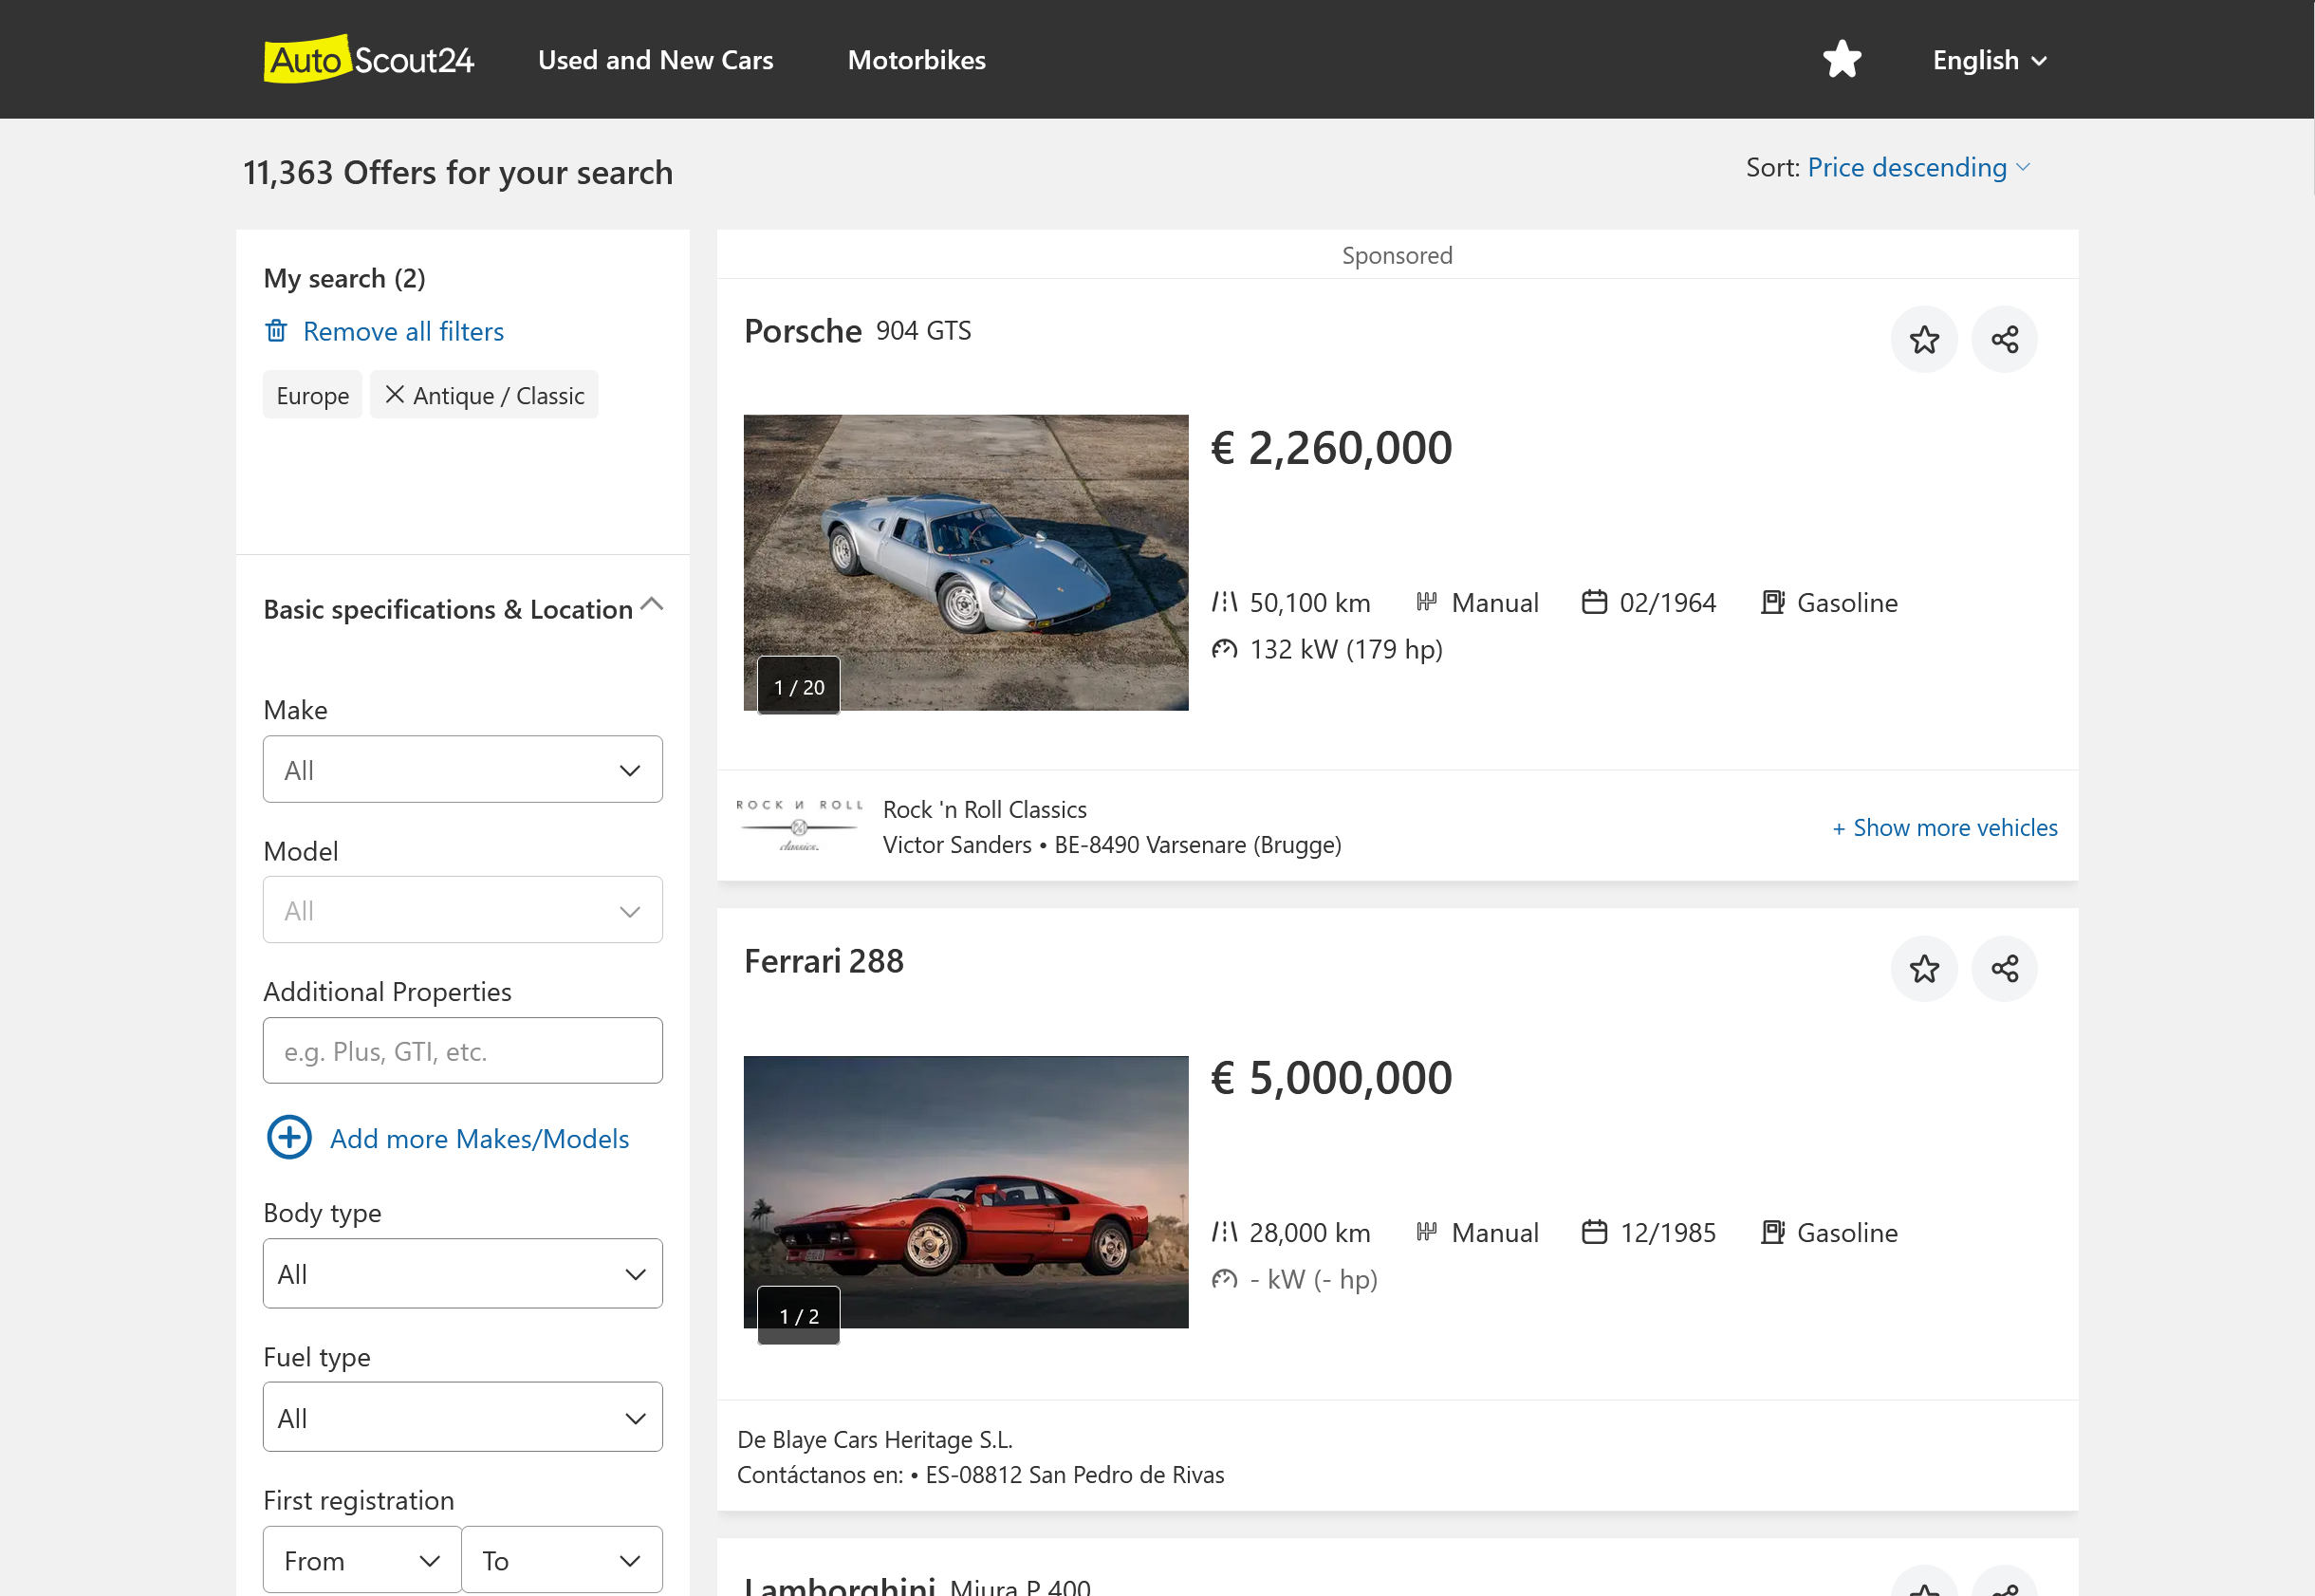 AutoScout24
Used and New Cars
Motorbikes
English
11,363 Offers for your search
Sort: Price descending
My search (2)
Remove all filters
Europe
Antique / Classic
Basic specifications & Location
Make
All
Model
All
Additional Properties
e.g. Plus, GTI, etc.
Add more Makes/Models
Body type
All
Fuel type
All
First registration
From
To
Sponsored
Porsche 904 GTS
€ 2,260,000
1 / 20
50,100 km
Manual
02/1964
Gasoline
132 kW (179 hp)
ROCK N ROLL
classics.
Rock 'n Roll Classics
Victor Sanders • BE-8490 Varsenare (Brugge)
+ Show more vehicles
Ferrari 288
€ 5,000,000
1 / 2
28,000 km
Manual
12/1985
Gasoline
- kW (- hp)
De Blaye Cars Heritage S.L.
Contáctanos en: • ES-08812 San Pedro de Rivas
Lamborghini Miura P 400